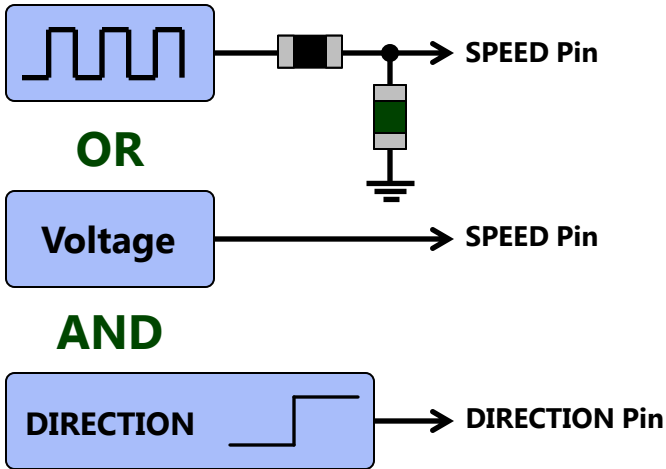 SPEED Pin
OR
Voltage
SPEED Pin
AND
DIRECTION
DIRECTION Pin